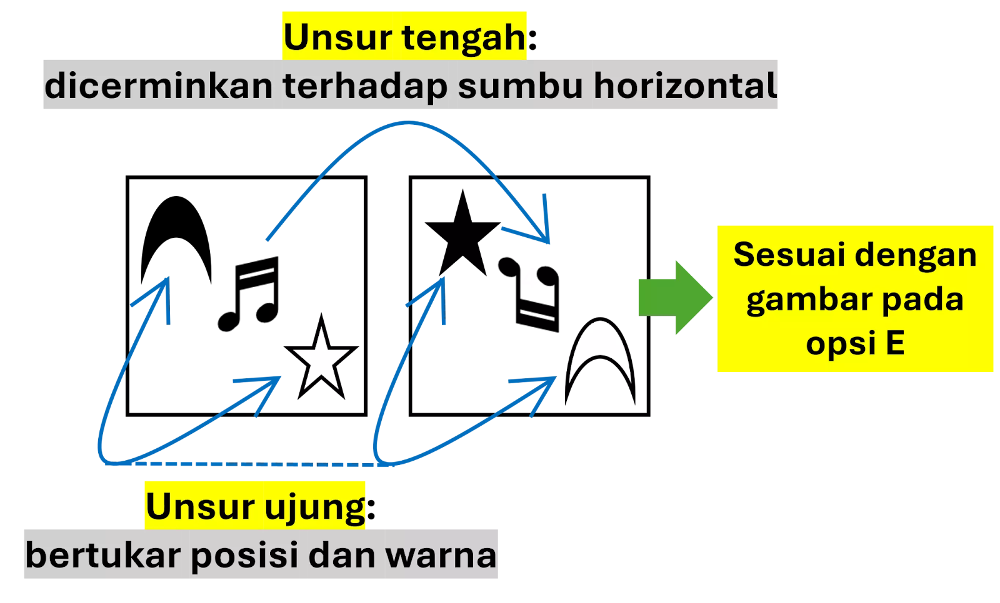 Unsur tengah:
dicerminkan terhadap sumbu horizontal
Sesuai dengan
gambar pada
opsi E
Unsur ujung:
bertukar posisi dan warna